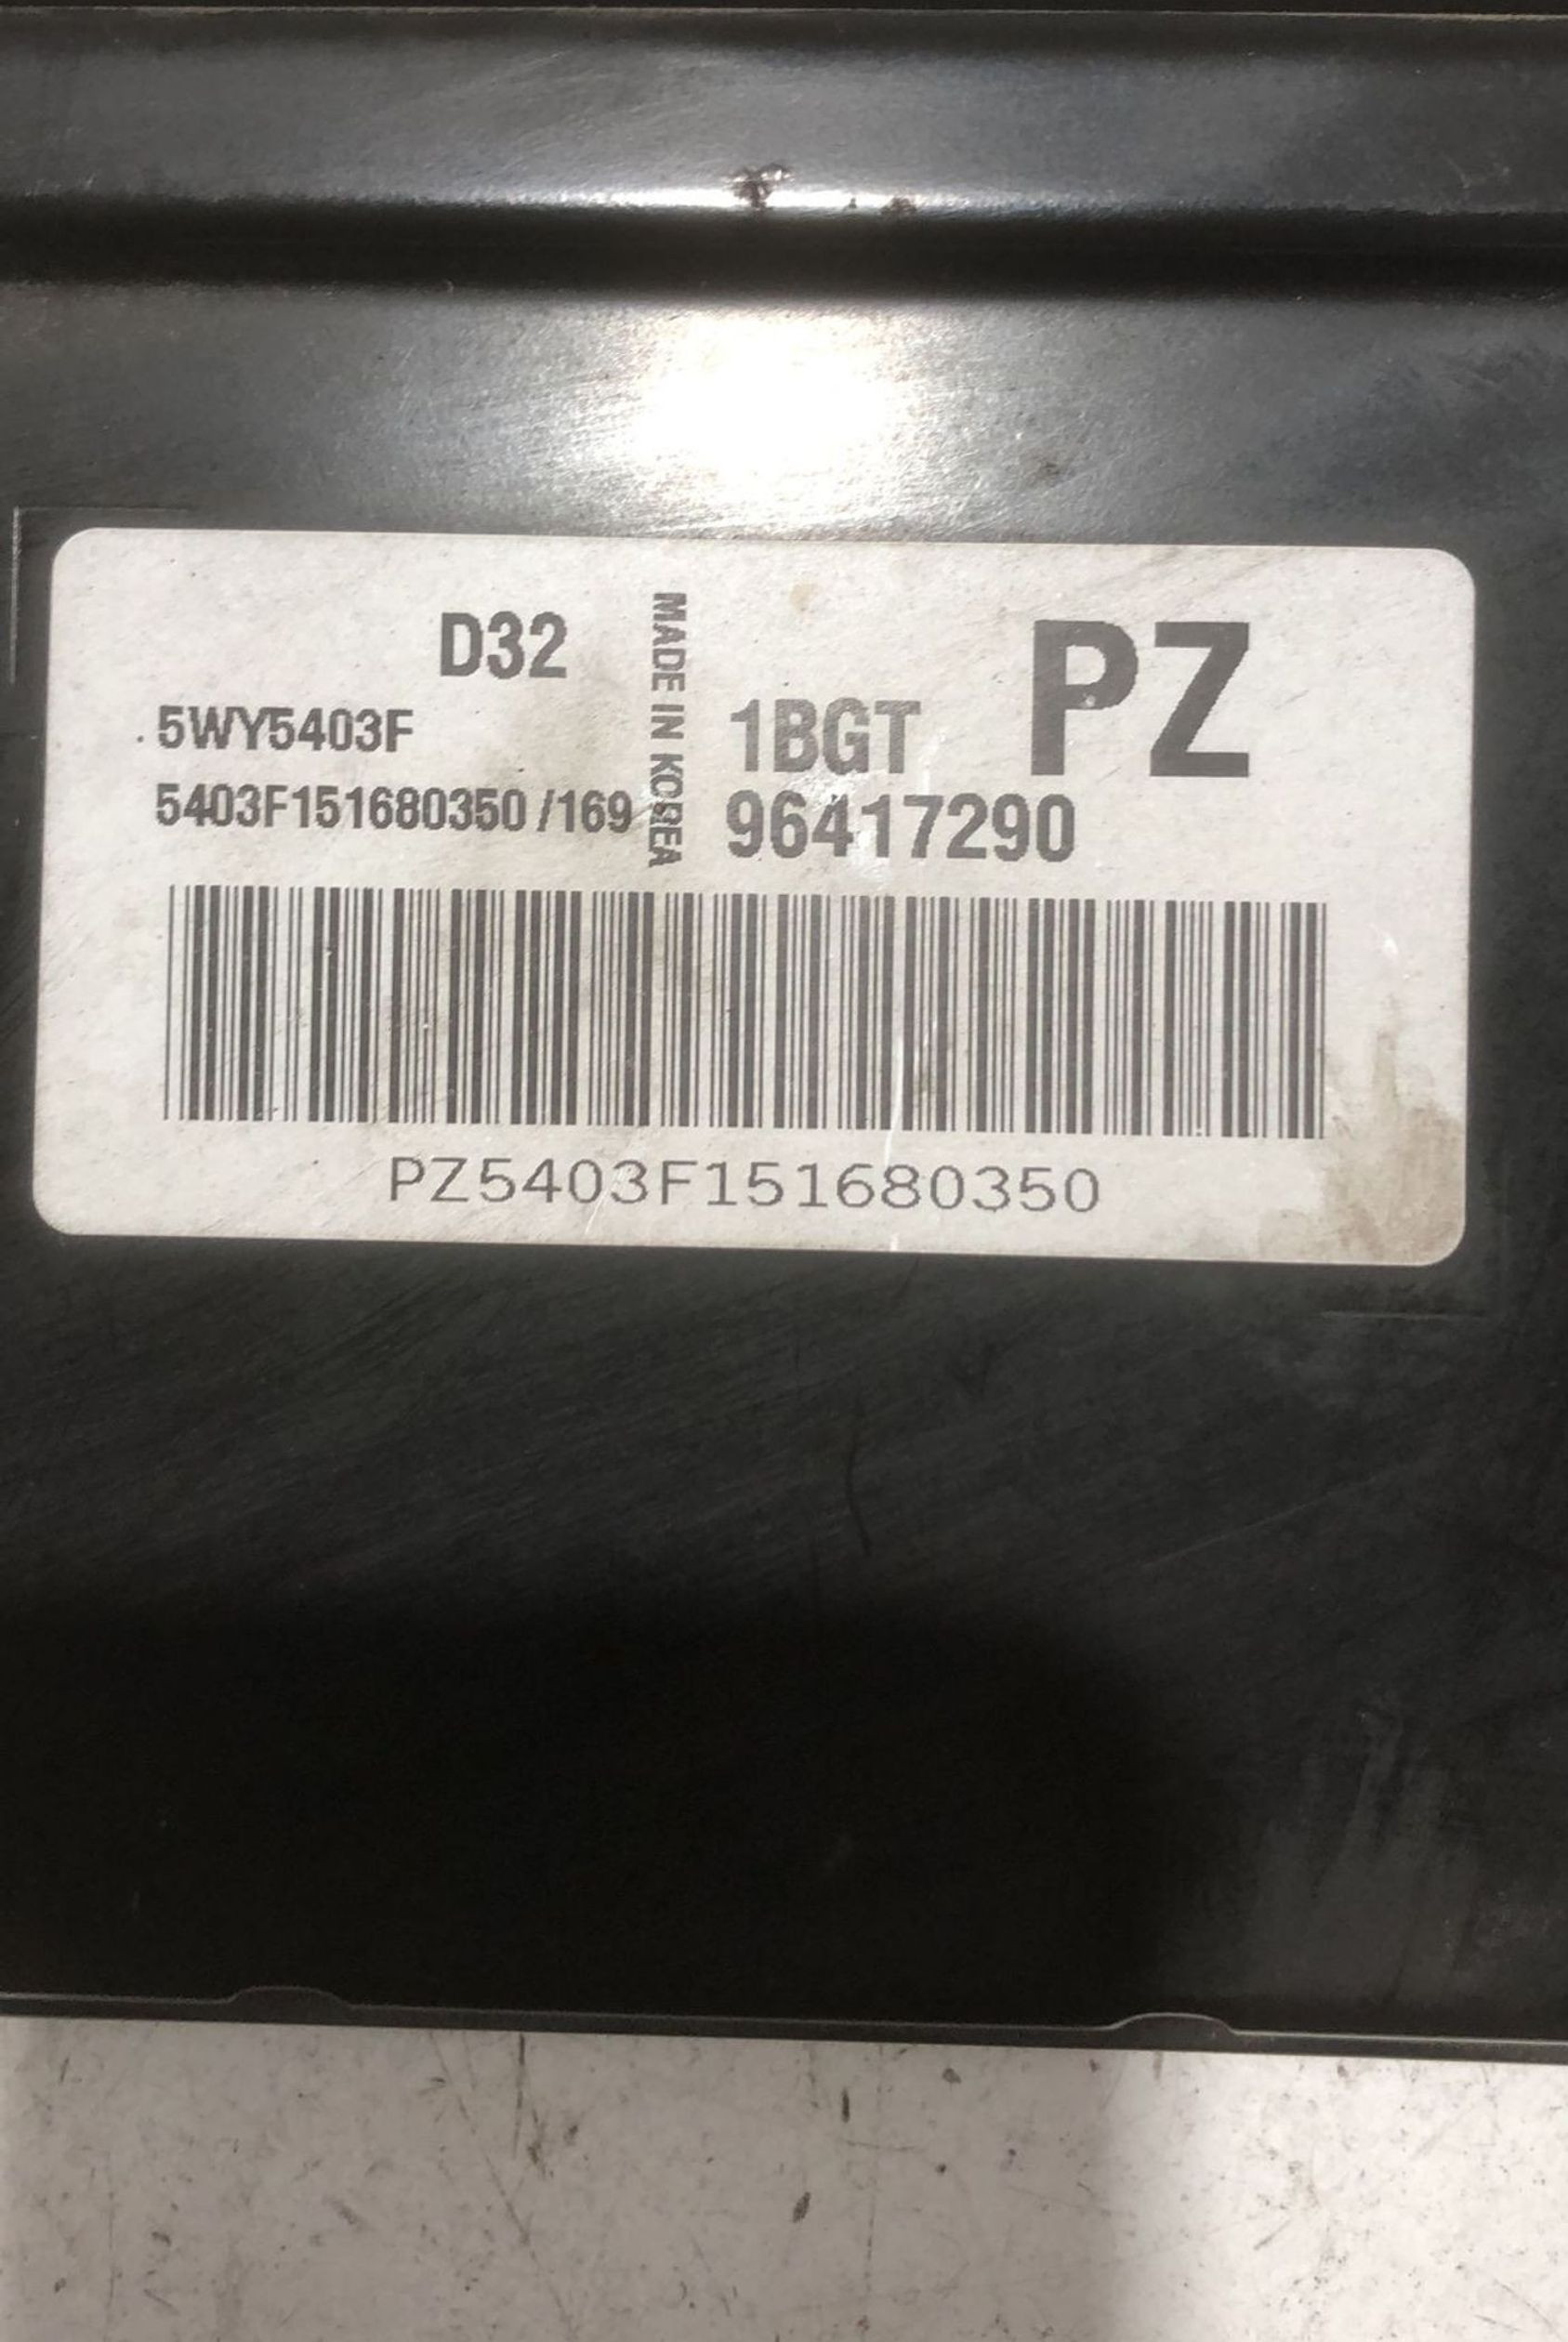 D32
5WY5403F
5403F151680350 /169
MADE IN KOREA
1BGT
PZ
96417290
PZ5403F151680350